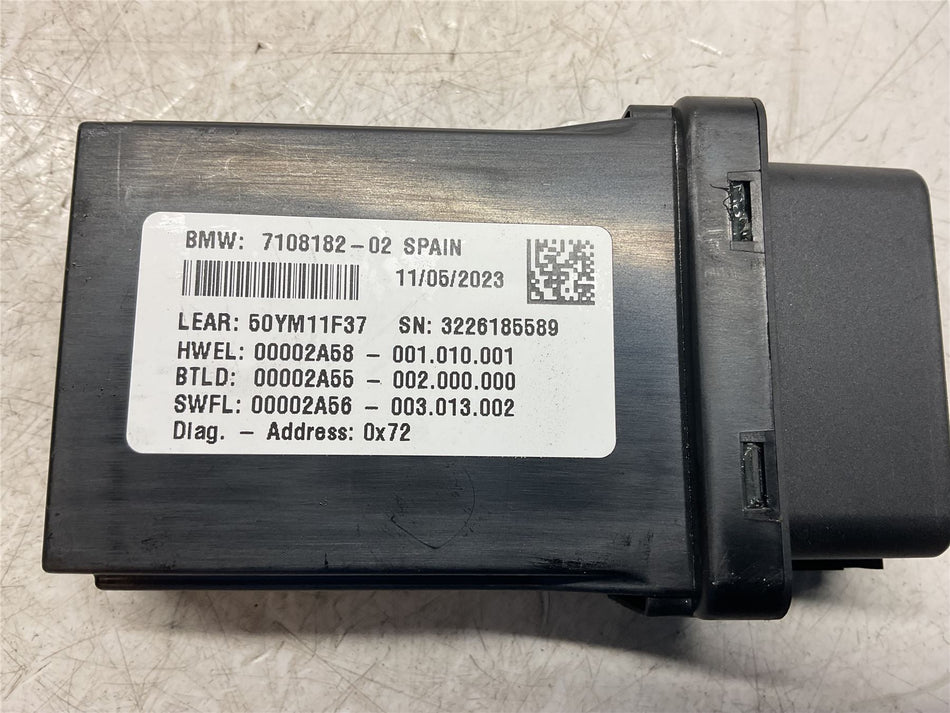 BMW: 7108182-02 SPAIN
11/05/2023
LEAR: 50YM11F37 SN: 3226185589
HWEL: 00002A58 - 001.010.001
BTLD: 00002A55 - 002.000.000
SWFL: 00002A56 - 003.013.002
Diag. - Address: 0x72